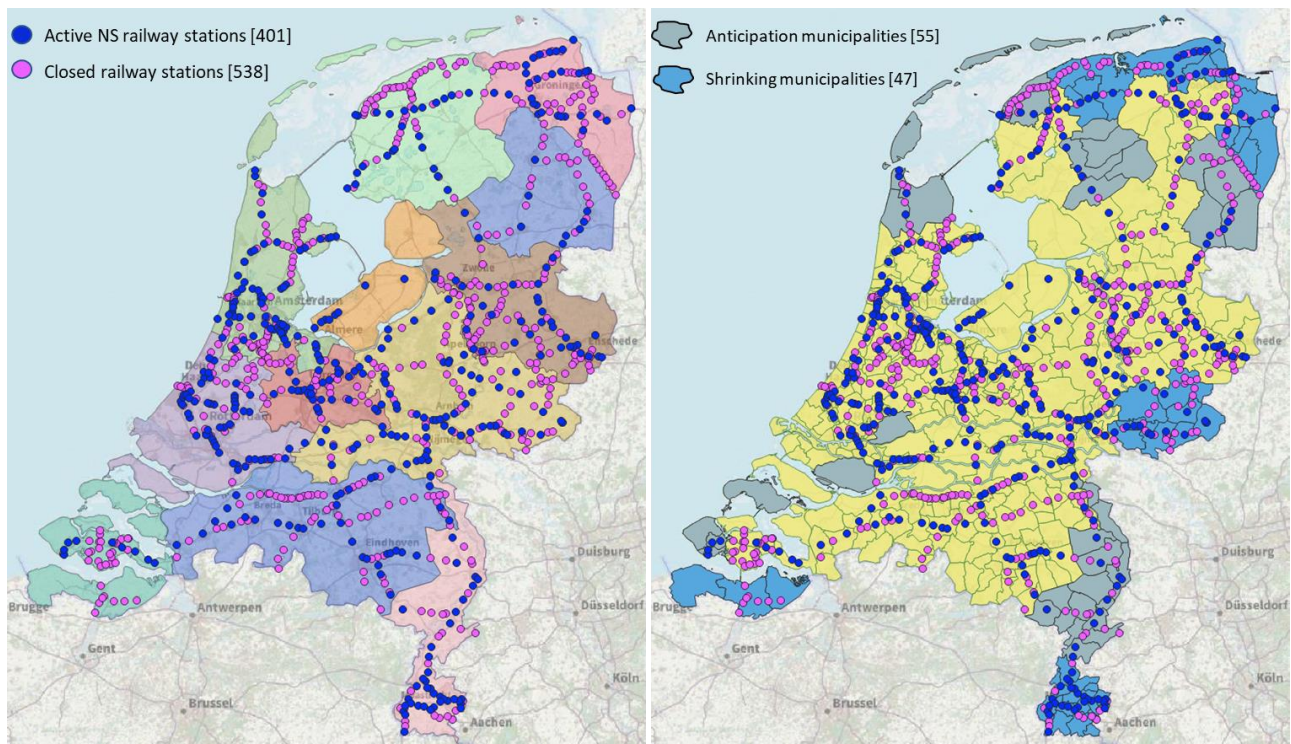 Active NS railway stations [401]
Closed railway stations [538]
Amsterdam
Almere
Zwolle
Enschede
Rotterdam
Breda
Eindhoven
Duisburg
Düsseldorf
Brugge
Antwerpen
Gent
Brussel
Köln
Aachen
Anticipation municipalities [55]
Shrinking municipalities [47]
hede
Duisburg
Düsseldorf
Brugge
Antwerpen
Gent
Brussel
Köln
Aachen